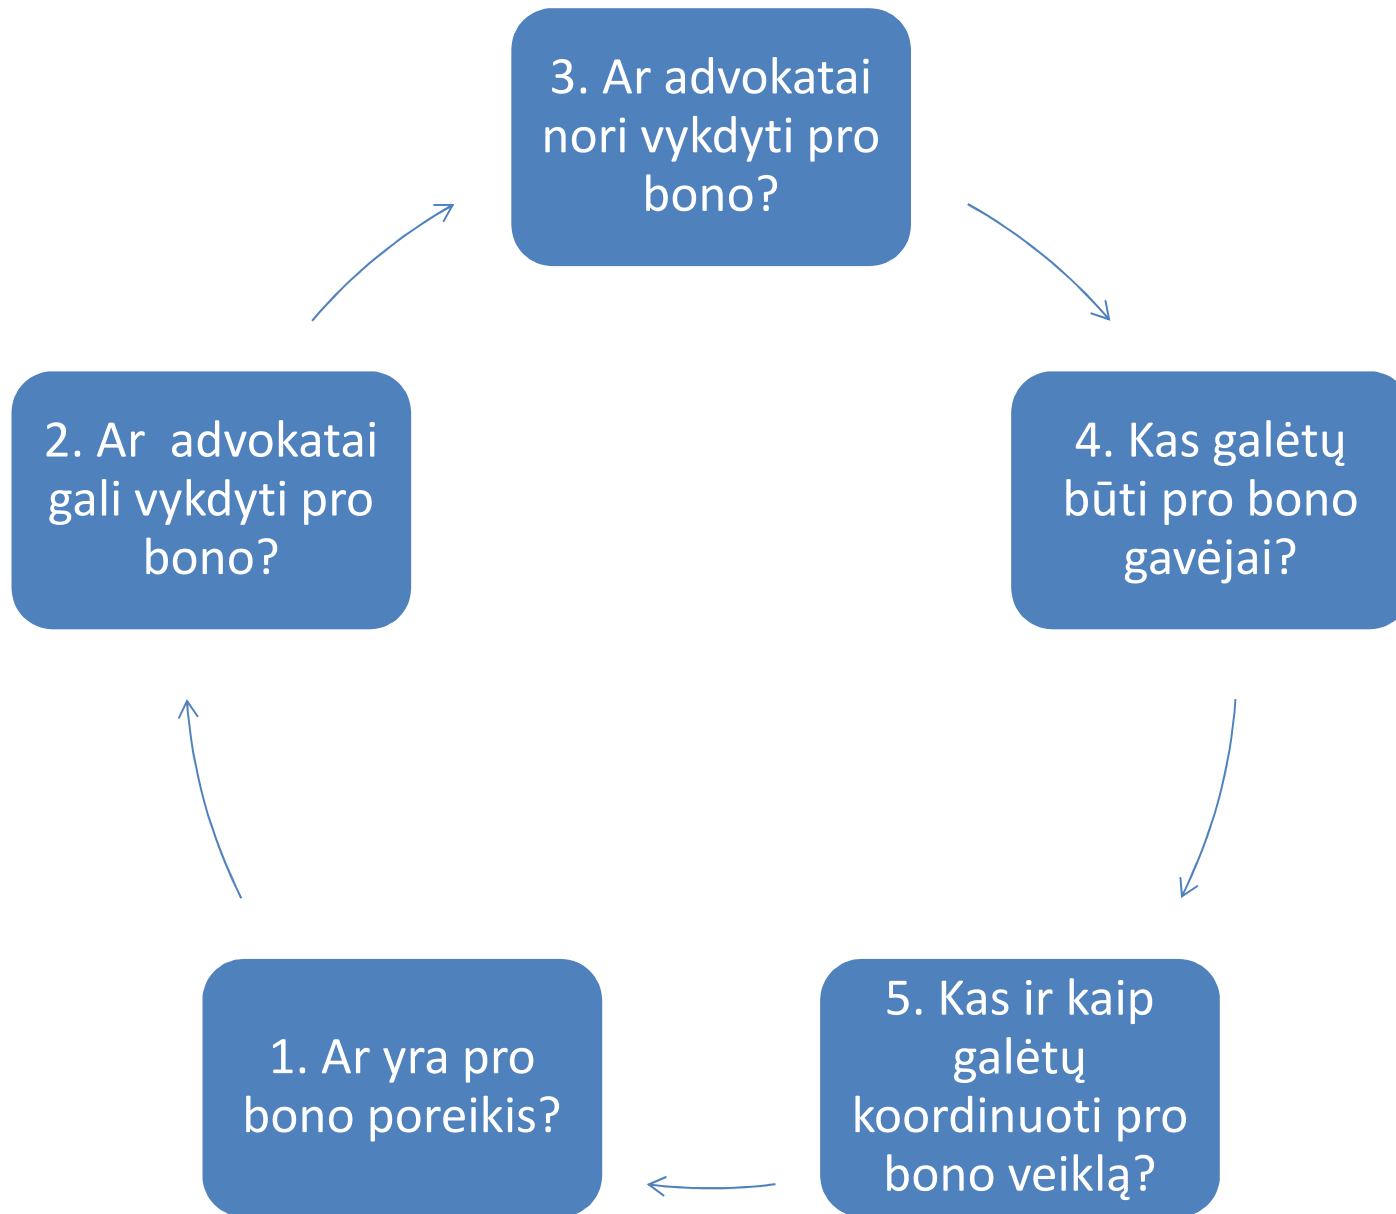 3. Ar advokatai
nori vykdyti pro
bono?
2. Ar  advokatai
gali vykdyti pro
bono?
4. Kas galėtų
būti pro bono
gavėjai?
1. Ar yra pro
bono poreikis?
5. Kas ir kaip
galėtų
koordinuoti pro
bono veiklą?